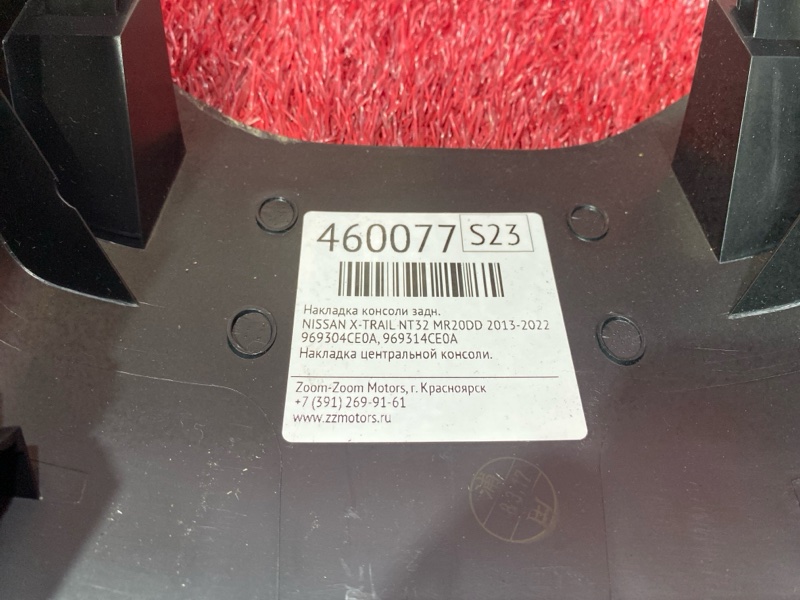 460077 S23
Накладка консоли задн.
NISSAN X-TRAIL NT32 MR20DD 2013-2022
969304CE0A, 969314CE0A
Накладка центральной консоли.
Zoom-Zoom Motors, г. Красноярск
+7 (391) 269-91-61
www.zzmotors.ru